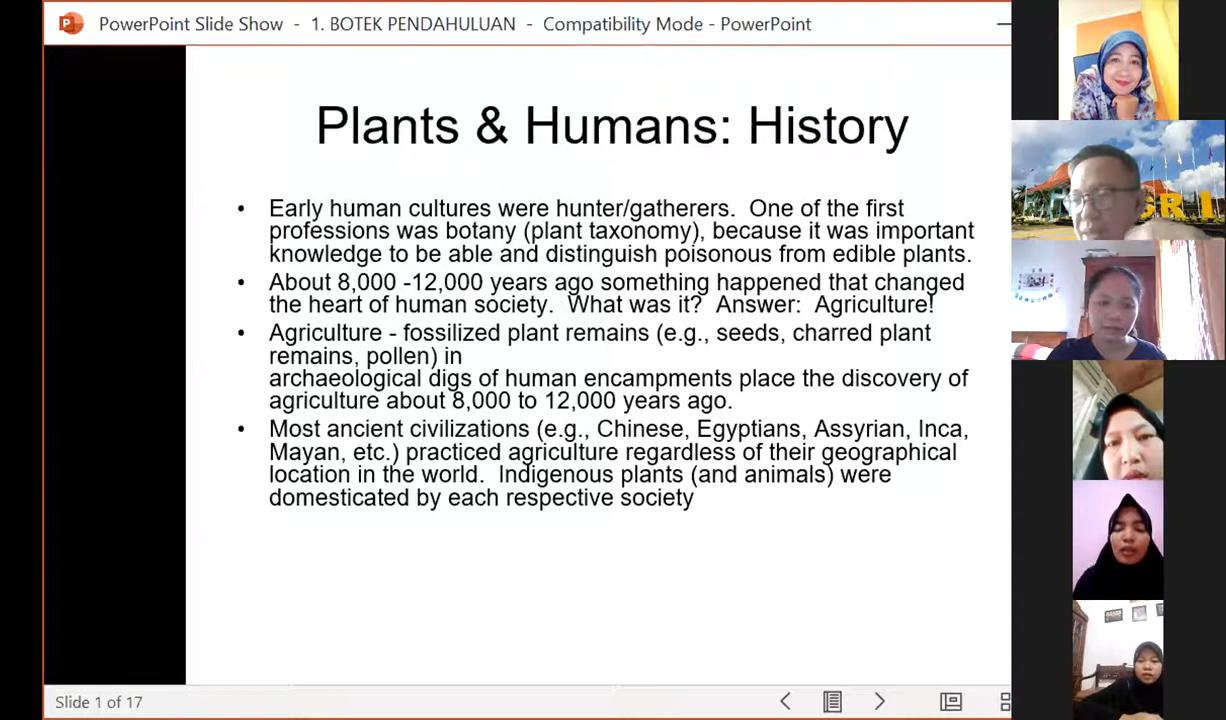 PowerPoint Slide Show - 1. BOTEK PENDAHULUAN - Compatibility Mode - PowerPoint
Plants & Humans: History
• Early human cultures were hunter/gatherers. One of the first
professions was botany (plant taxonomy), because it was important
knowledge to be able and distinguish poisonous from edible plants.
• About 8,000 -12,000 years ago something happened that changed
the heart of human society. What was it? Answer: Agriculture!
• Agriculture - fossilized plant remains (e.g., seeds, charred plant
remains, pollen) in
archaeological digs of human encampments place the discovery of
agriculture about 8,000 to 12,000 years ago.
• Most ancient civilizations (e.g., Chinese, Egyptians, Assyrian, Inca,
Mayan, etc.) practiced agriculture regardless of their geographical
location in the world. Indigenous plants (and animals) were
domesticated by each respective society
Slide 1 of 17